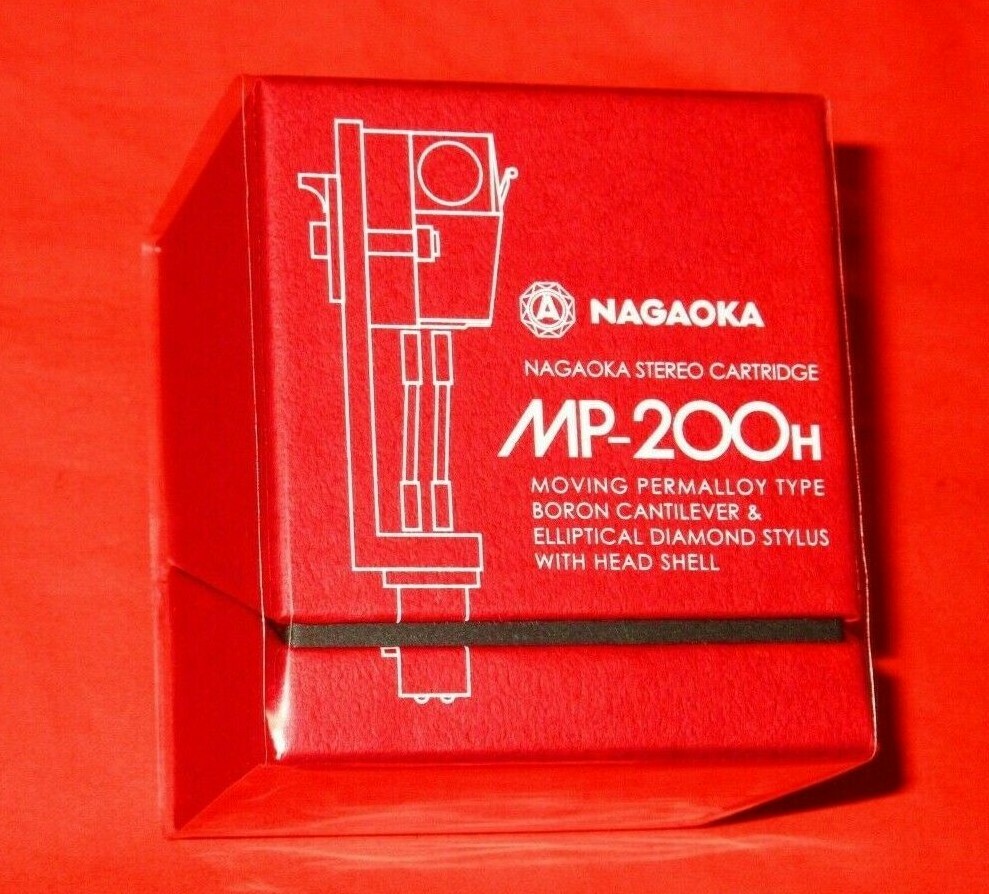 A NAGAOKA
NAGAOKA STEREO CARTRIDGE
MP-200H
MOVING PERMALLOY TYPE
BORON CANTILEVER &
ELLIPTICAL DIAMOND STYLUS
WITH HEAD SHELL